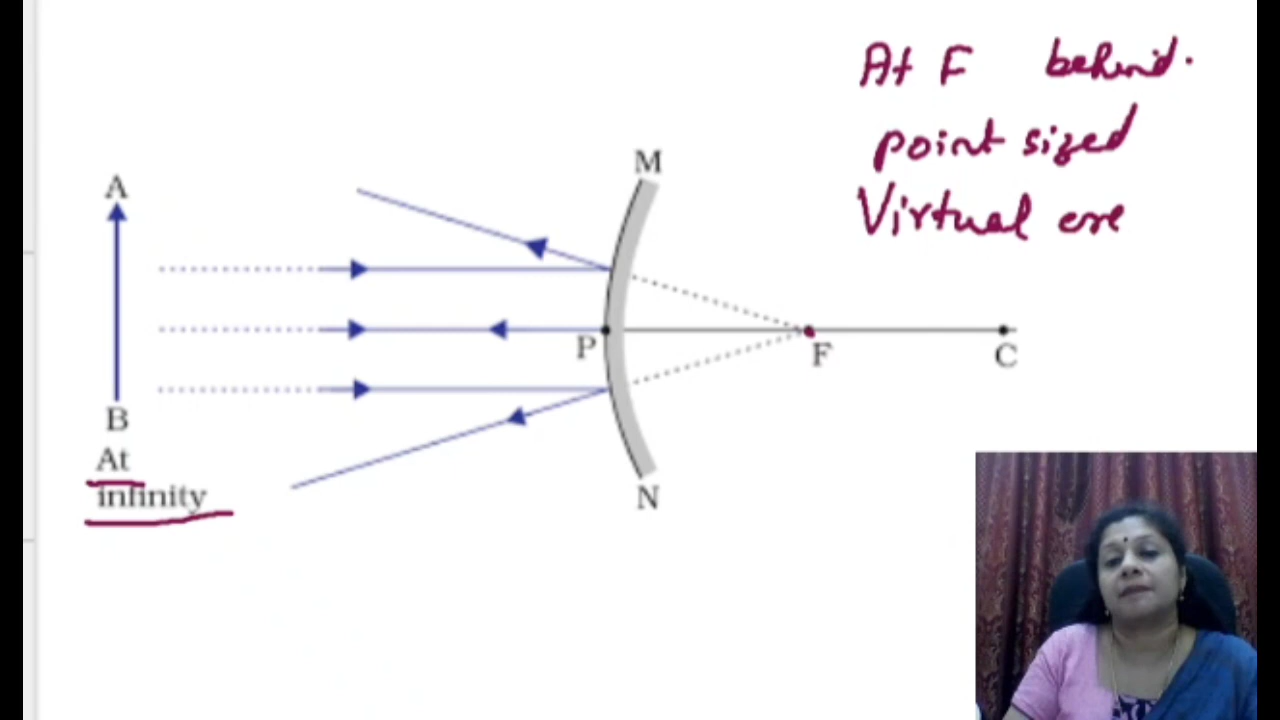 At F behind.
point sized
Virtual ere
M
A
P
F
C
B
At
infinity
N